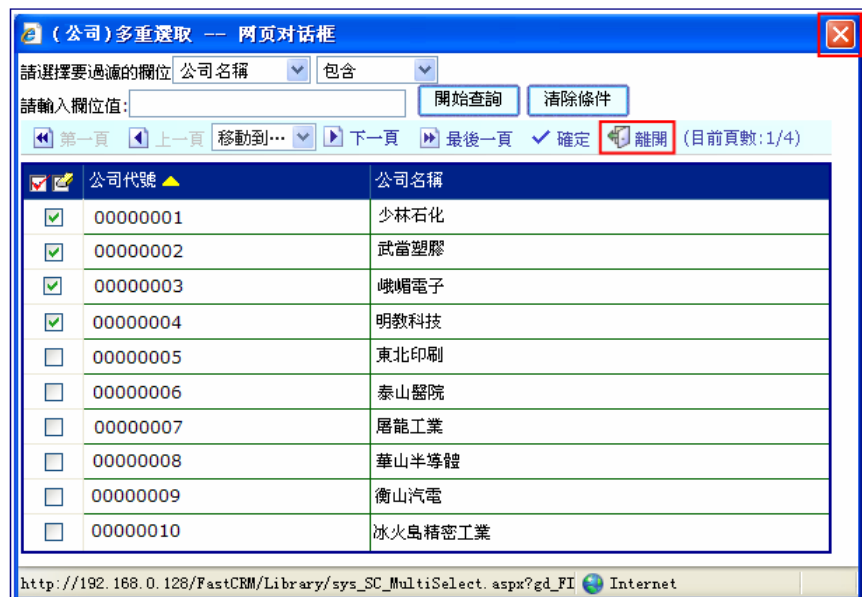 (公司)多重選取 -- 网页对话框
請選擇要過濾的欄位 公司名稱 包含
請輸入欄位值: 開始查詢 清除條件
第一頁 上一頁 移動到… 下一頁 最後一頁 確定 離開 (目前頁數:1/4)
公司代號 公司名稱
00000001 少林石化
00000002 武當塑膠
00000003 峨嵋電子
00000004 明教科技
00000005 東北印刷
00000006 泰山醫院
00000007 屠龍工業
00000008 華山半導體
00000009 衡山汽電
00000010 冰火島精密工業
http://192.168.0.128/FastCRM/Library/sys_SC_MultiSelect.aspx?gd_FI Internet